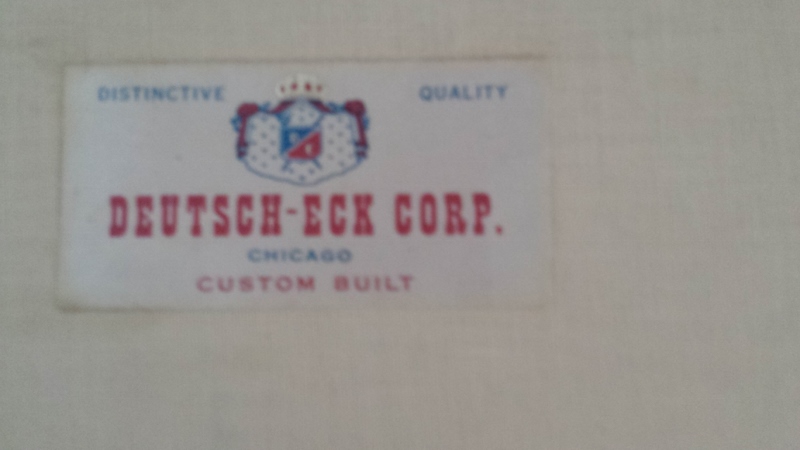 DISTINCTIVE QUALITY
DEUTSCH-ECK CORP.
CHICAGO
CUSTOM BUILT